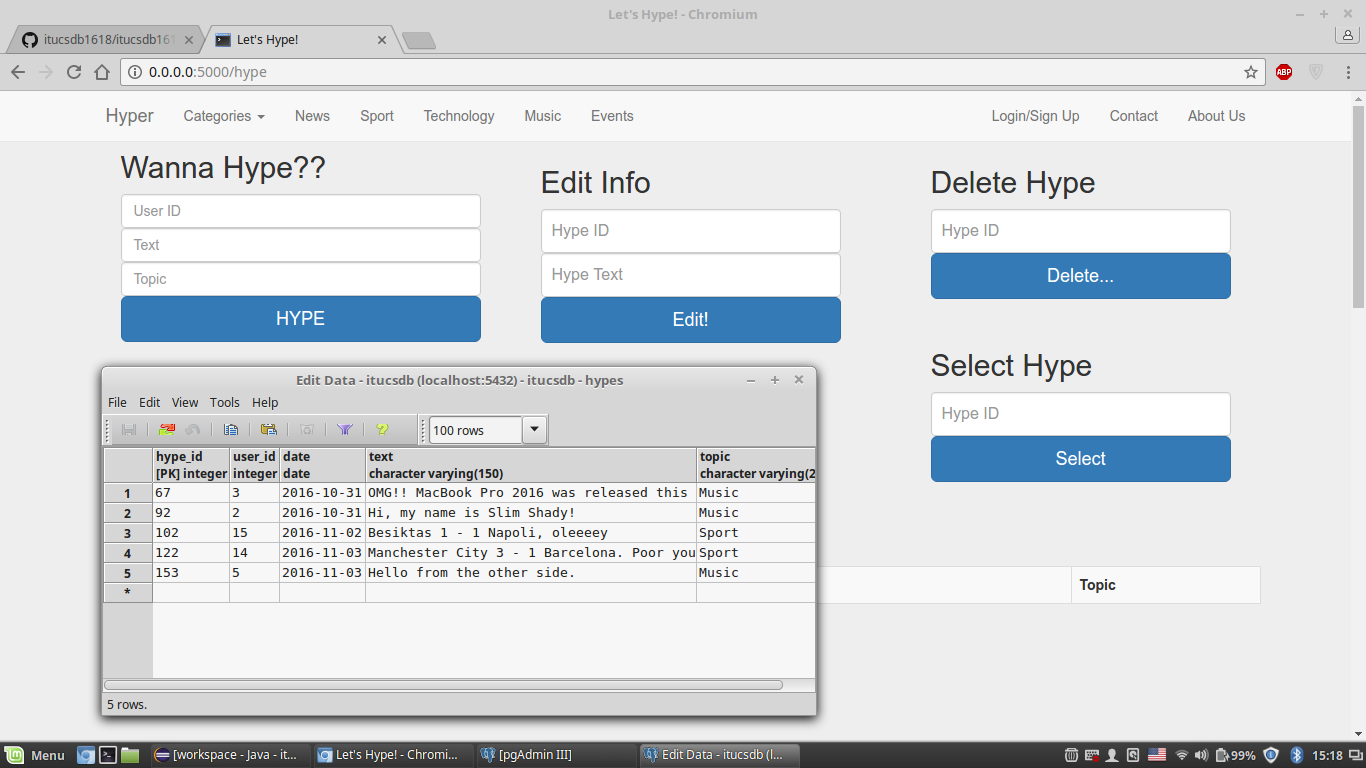 Let's Hype! - Chromium
itucsdb1618/itucsdb161
Let's Hype!
0.0.0.0:5000/hype
ABP
Hyper Categories News Sport Technology Music Events Login/Sign Up Contact About Us
Wanna Hype??
User ID
Text
Topic
HYPE
Edit Info
Hype ID
Hype Text
Edit!
Delete Hype
Hype ID
Delete...
Select Hype
Hype ID
Select
Topic
Edit Data - itucsdb (localhost:5432) - itucsdb - hypes
File Edit View Tools Help
100 rows
hype_id user_id date text topic
[PK] integer integer date character varying(150) character varying(2
1 67 3 2016-10-31 OMG!! MacBook Pro 2016 was released this Music
2 92 2 2016-10-31 Hi, my name is Slim Shady! Music
3 102 15 2016-11-02 Besiktas 1 - 1 Napoli, oleeeey Sport
4 122 14 2016-11-03 Manchester City 3 - 1 Barcelona. Poor you Sport
5 153 5 2016-11-03 Hello from the other side. Music
*
5 rows.
Menu [workspace - Java - it... Let's Hype! - Chromi... [pgAdmin III] Edit Data - itucsdb (l... 99% 15:18